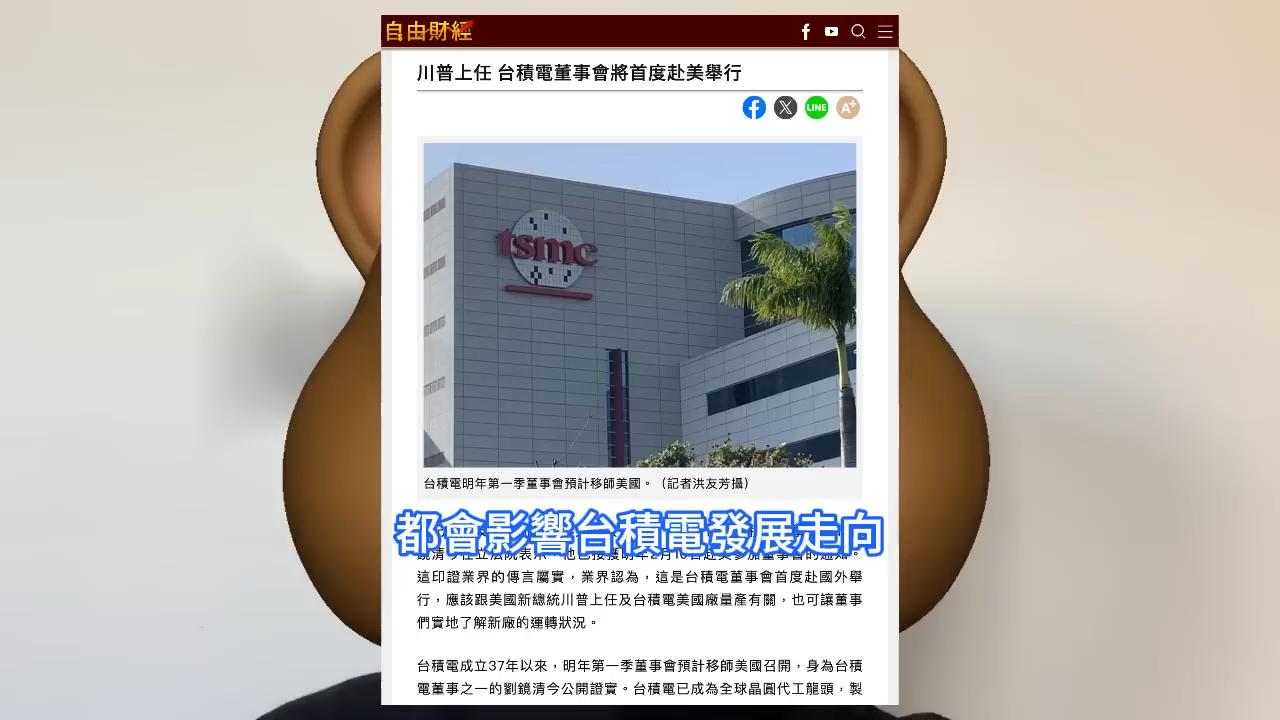 自由財經
川普上任 台積電董事會將首度赴美舉行
LINE
A+
tsmc
台積電明年第一季董事會預計移師美國。(記者洪友芳攝)
都會影響台積電發展走向
這印證業界的傳言屬實，業界認為，這是台積電董事會首度赴國外舉
行，應該跟美國新總統川普上任及台積電美國廠量產有關，也可讓董事
們實地了解新廠的運轉狀況。
台積電成立37年以來，明年第一季董事會預計移師美國召開，身為台積
電董事之一的劉鏡清今公開證實。台積電已成為全球晶圓代工龍頭，製